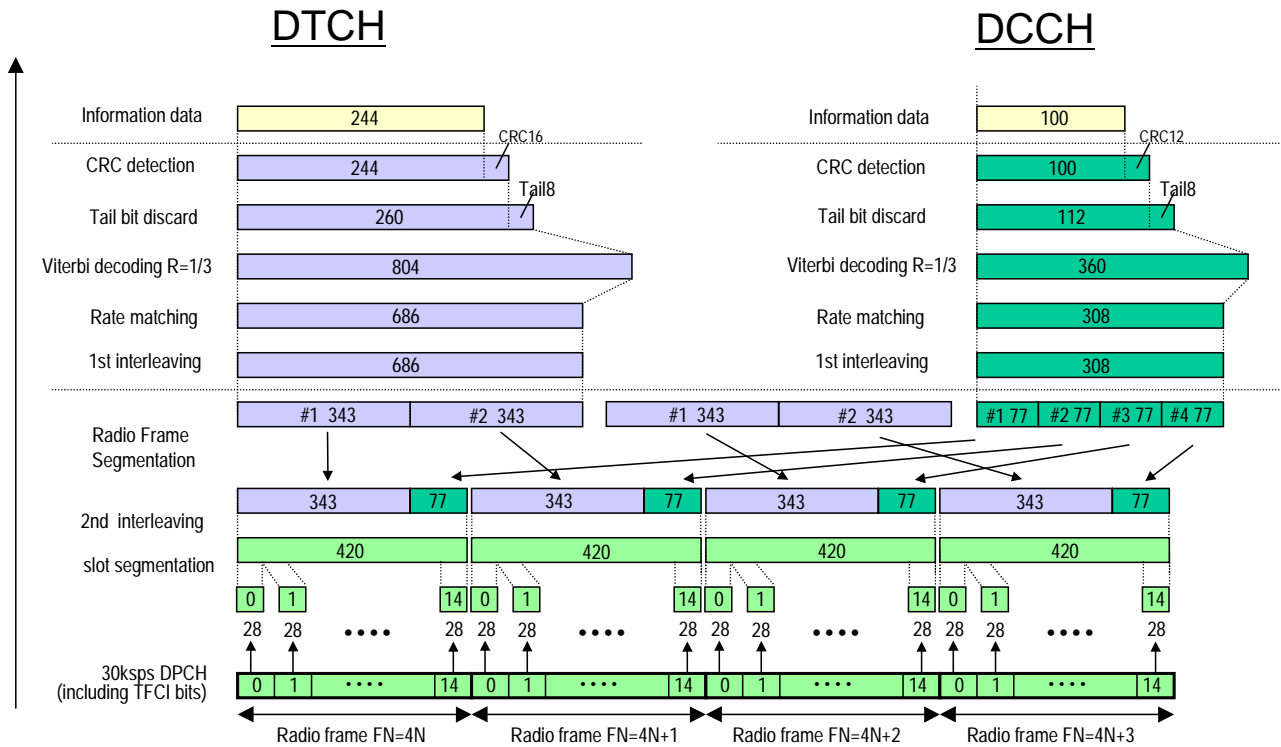 DTCH DCCH
Information data 244 Information data 100
CRC16 CRC12
CRC detection 244 CRC detection 100
Tail8 Tail8
Tail bit discard 260 Tail bit discard 112
Viterbi decoding R=1/3 804 Viterbi decoding R=1/3 360
Rate matching 686 Rate matching 308
1st interleaving 686 1st interleaving 308
#1 343 #2 343 #1 343 #2 343 #1 77 #2 77 #3 77 #4 77
Radio Frame
Segmentation
343 77 343 77 343 77 343 77
2nd interleaving
420 420 420 420
slot segmentation
0 1 14 0 1 14 0 1 14 0 1 14
28 28 •••• 28 28 28 •••• 28 28 28 •••• 28 28 28 •••• 28
30ksps DPCH
(including TFCI bits)
0 1 •••• 14 0 1 •••• 14 0 1 •••• 14 0 1 •••• 14
Radio frame FN=4N Radio frame FN=4N+1 Radio frame FN=4N+2 Radio frame FN=4N+3